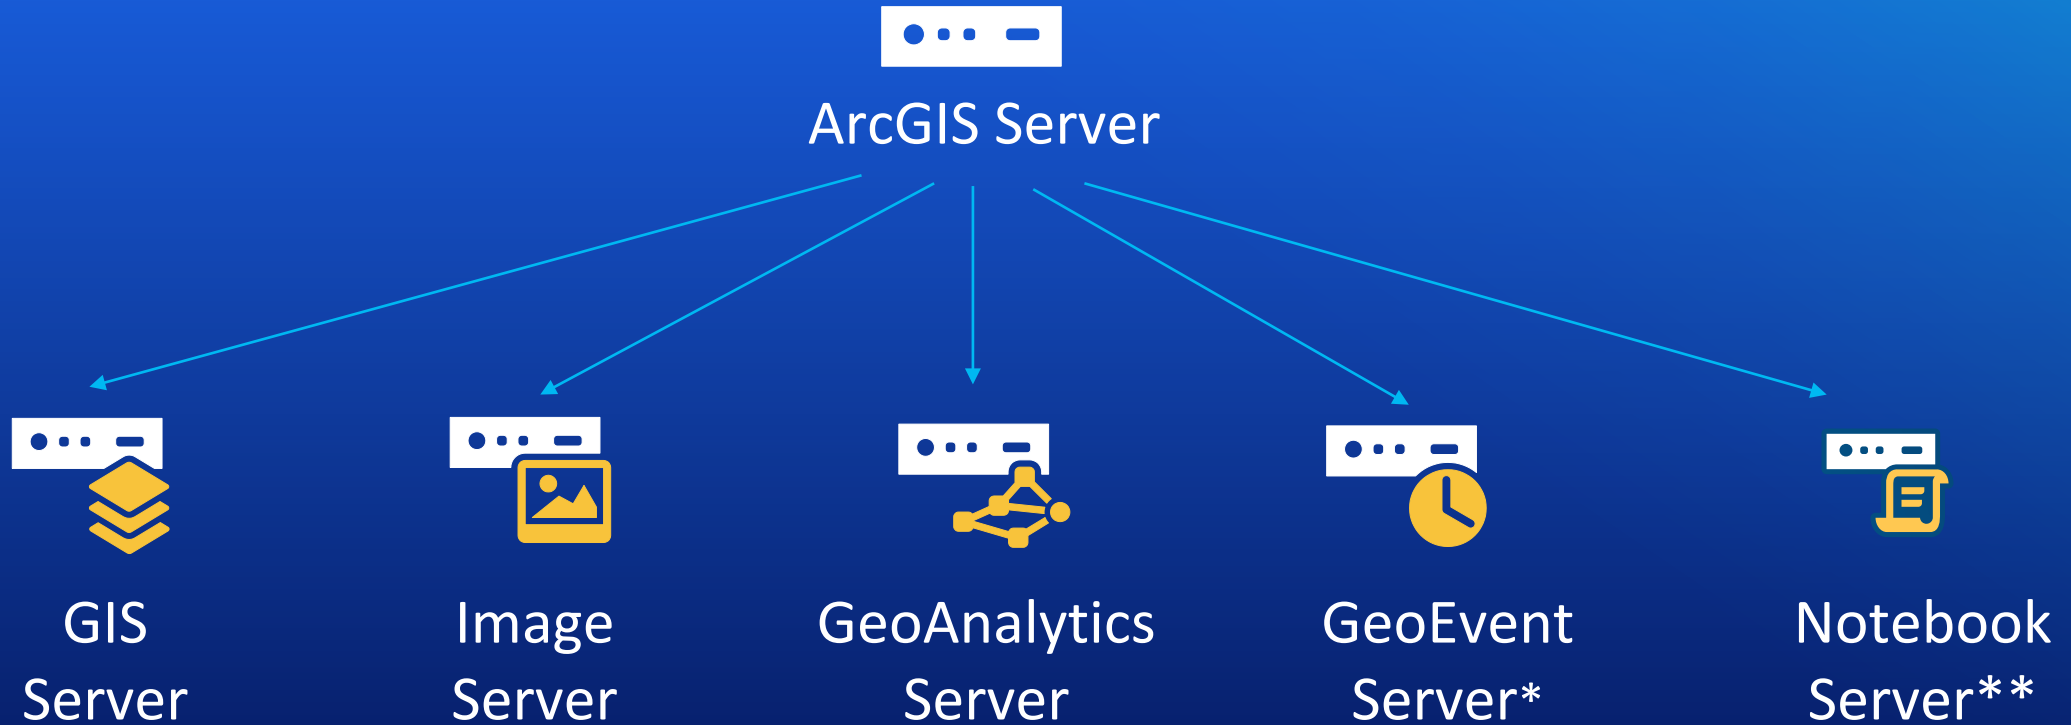 ArcGIS Server
GIS
Server
Image
Server
GeoAnalytics
Server
GeoEvent
Server*
Notebook
Server**